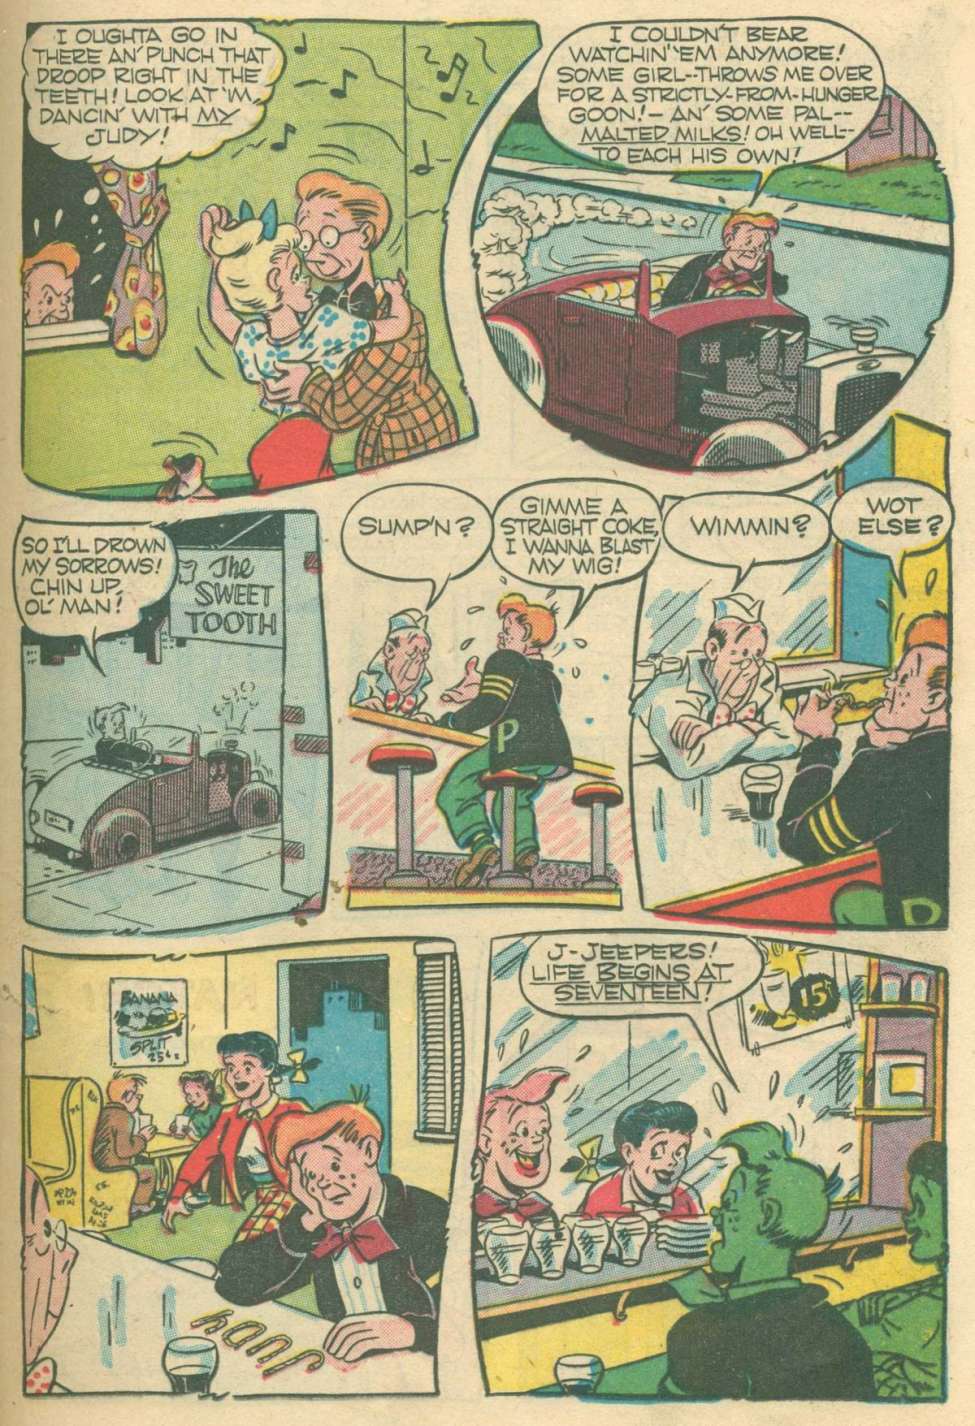 I OUGHTA GO IN
THERE AN' PUNCH THAT
DROOP RIGHT IN THE
TEETH! LOOK AT 'IM,
DANCIN' WITH MY
JUDY!
I COULDN'T BEAR
WATCHIN' 'EM ANYMORE!
SOME GIRL--THROWS ME OVER
FOR A STRICTLY-FROM-HUNGER
GOON!- AN' SOME PAL--
MALTED MILKS! OH WELL--
TO EACH HIS OWN!
SO I'LL DROWN
MY SORROWS!
CHIN UP,
OL' MAN!
The
SWEET
TOOTH
SUMP'N?
GIMME A
STRAIGHT COKE,
I WANNA BLAST
MY WIG!
P
WIMMIN?
WOT
ELSE?
P
BANANA
SPLIT
25¢
JUDY
J-JEEPERS!
LIFE BEGINS AT
SEVENTEEN!
15¢